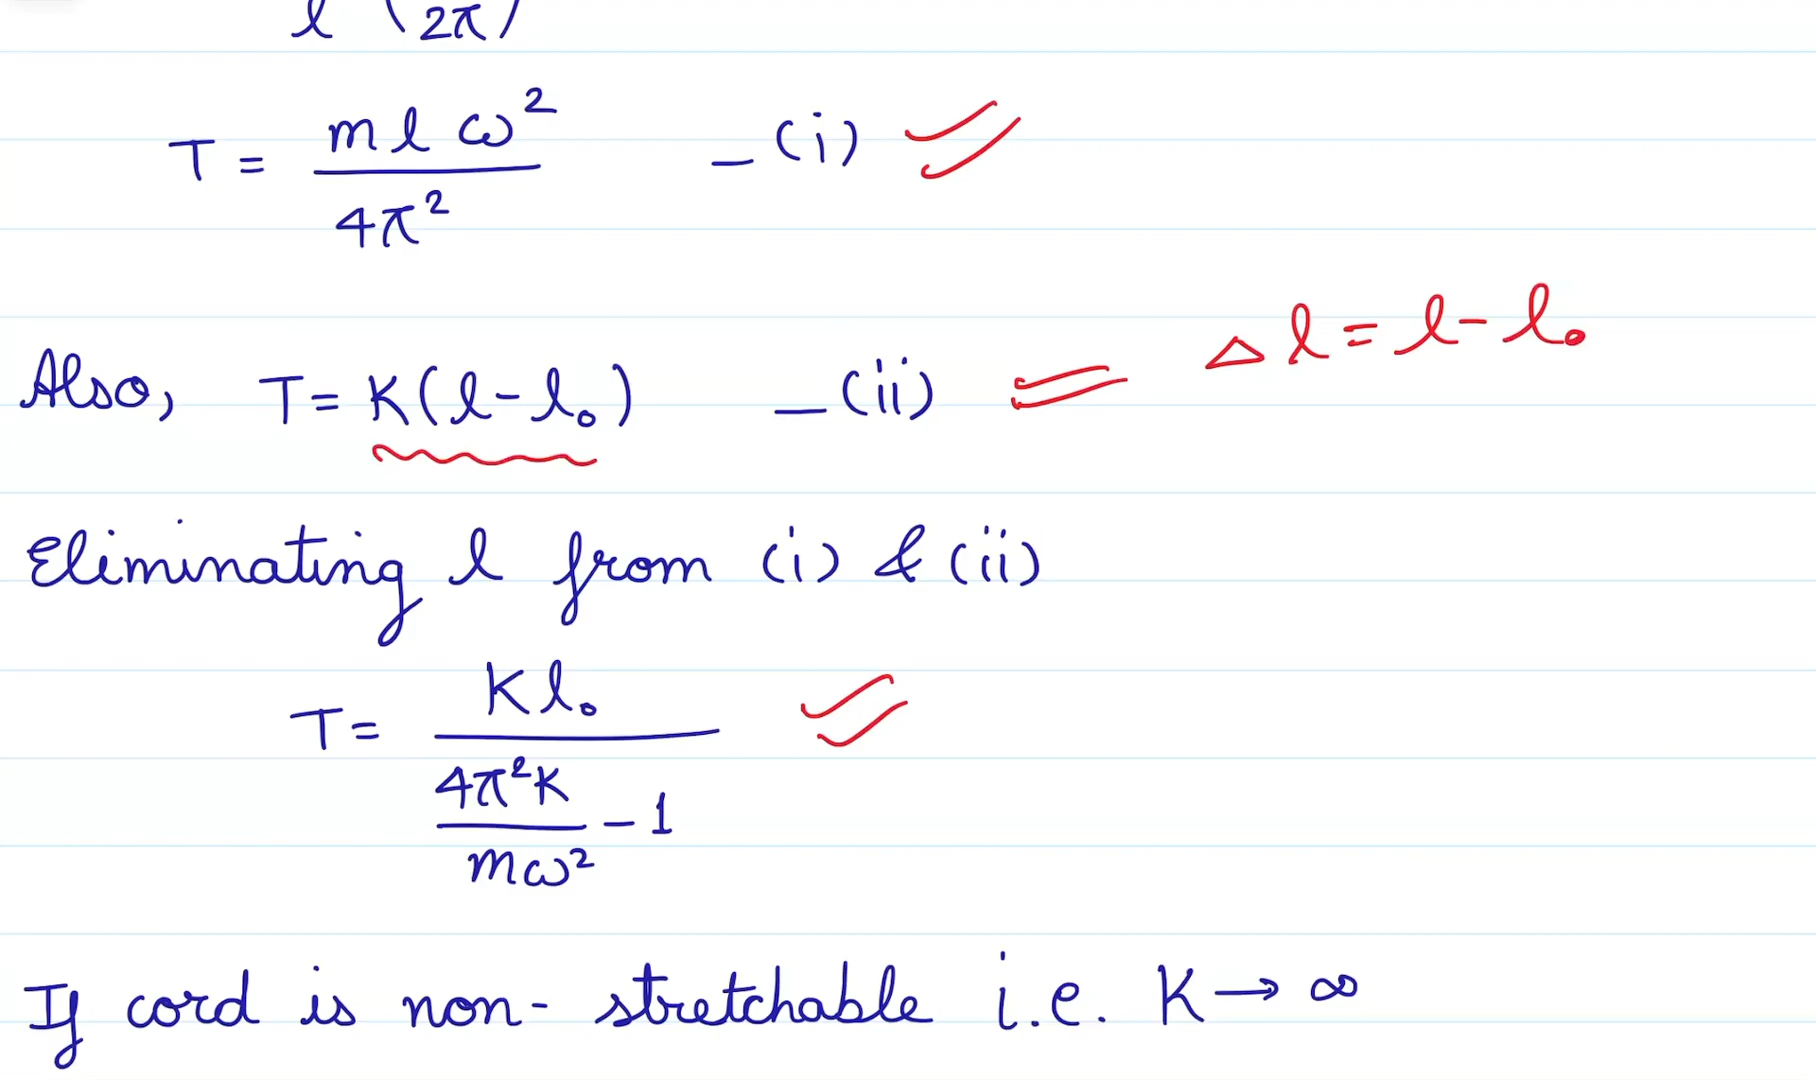 l (2π)
T = mlω² / 4π² —(i)
Δl = l - l₀
Also, T = K(l - l₀) —(ii)
Eliminating l from (i) & (ii)
T = Kl₀ / (4π²K / mω² - 1)
If cord is non-stretchable i.e. K → ∞